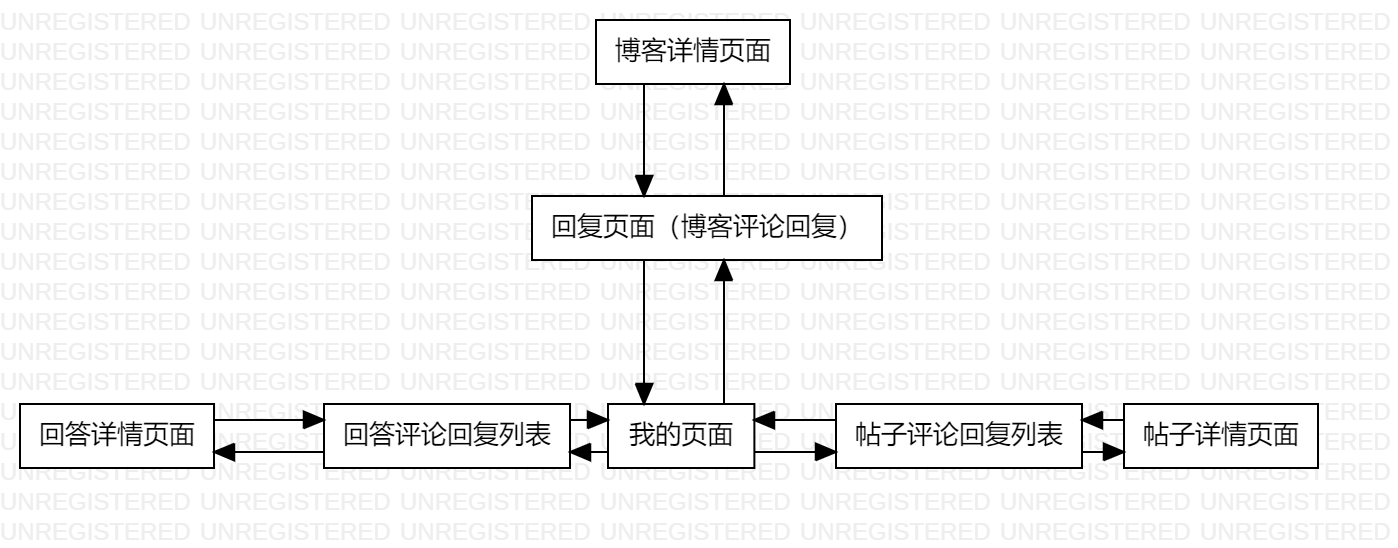 博客详情页面
回复页面（博客评论回复）
回答详情页面
回答评论回复列表
我的页面
帖子评论回复列表
帖子详情页面
UNREGISTERED